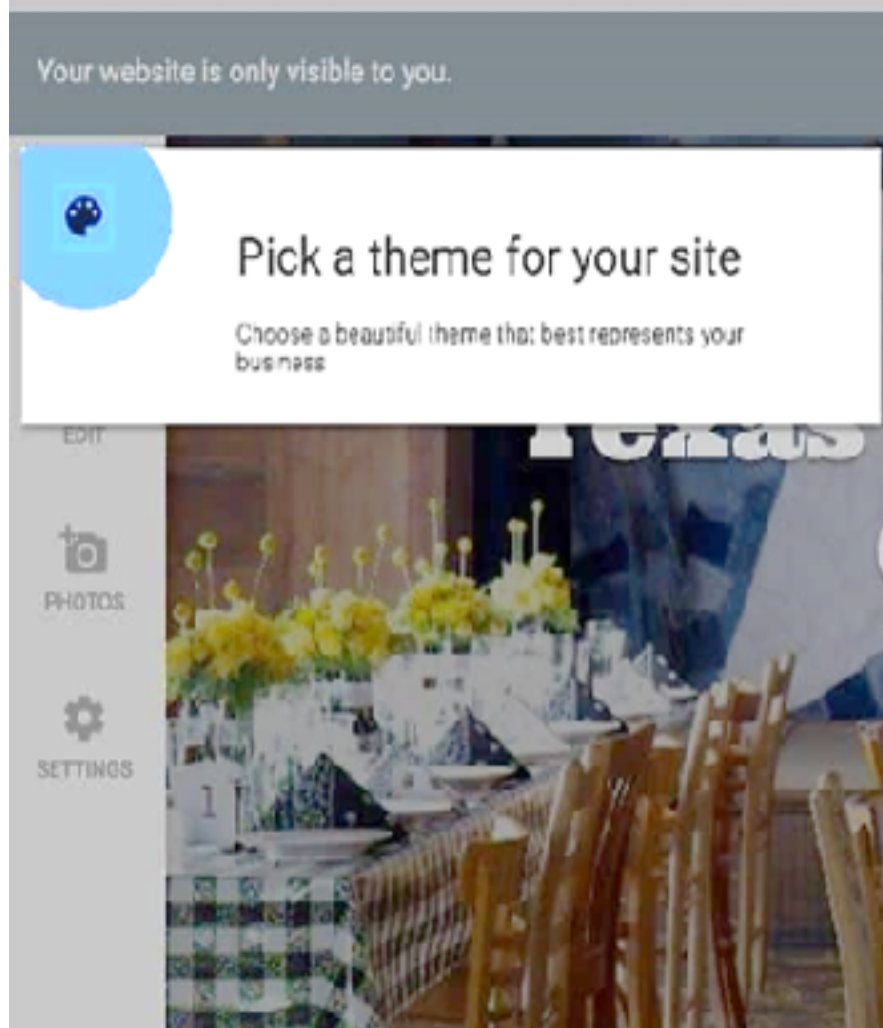 Your website is only visible to you.
Pick a theme for your site
Choose a beautiful theme that best represents your
business
EDIT
Texas
PHOTOS
SETTINGS
1